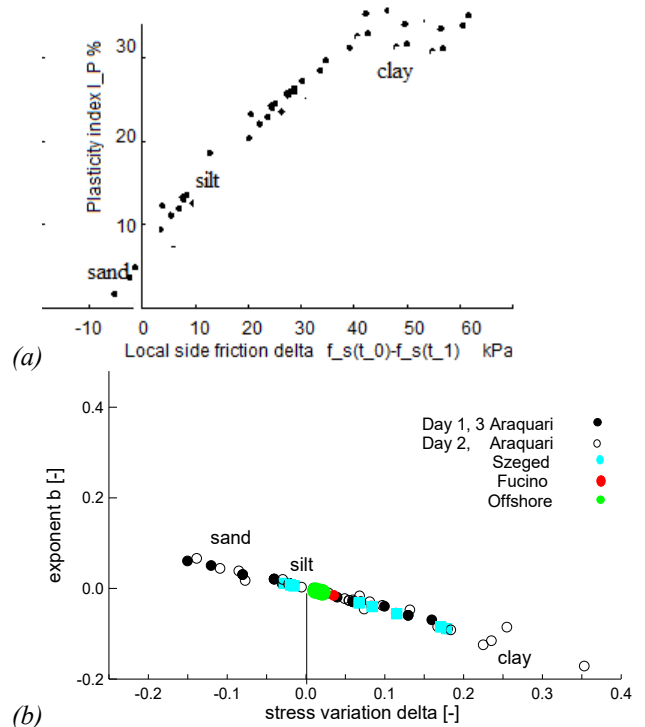 Plasticity index I_P %
30
20
10
clay
silt
sand
-10 0 10 20 30 40 50 60
Local side friction delta f_s(t_0)-f_s(t_1) kPa
(a)
exponent b [-]
0.4
0.2
0.0
-0.2
Day 1, 3 Araquari
Day 2, Araquari
Szeged
Fucino
Offshore
sand
silt
clay
-0.2 -0.1 0.0 0.1 0.2 0.3 0.4
stress variation delta [-]
(b)